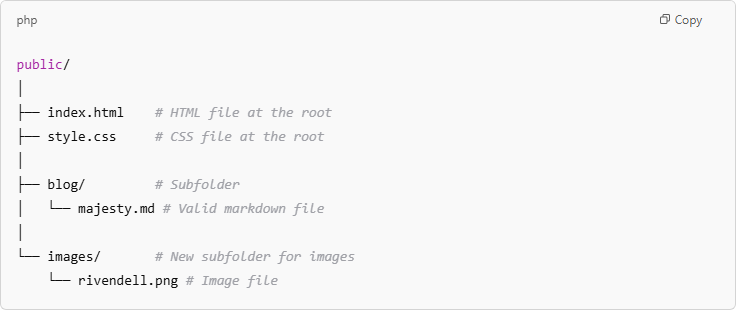 php
Copy
public/
│
├── index.html    # HTML file at the root
├── style.css     # CSS file at the root
│
├── blog/         # Subfolder
│   └── majesty.md # Valid markdown file
│
└── images/       # New subfolder for images
    └── rivendell.png # Image file